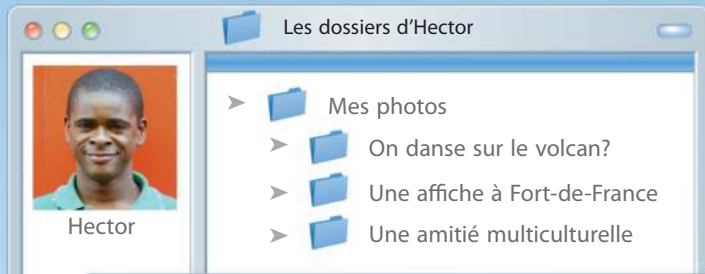 Les dossiers d'Hector
Mes photos
On danse sur le volcan?
Une affiche à Fort-de-France
Une amitié multiculturelle
Hector